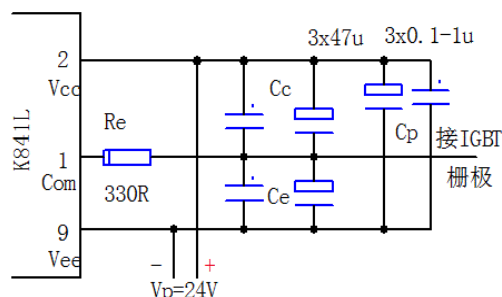 3x47u 3x0.1-1u
2
Vcc
Cc
K841L
Re
Cp
接IGBT
1
Com
栅极
330R
Ce
9
Vee
- +
Vp=24V